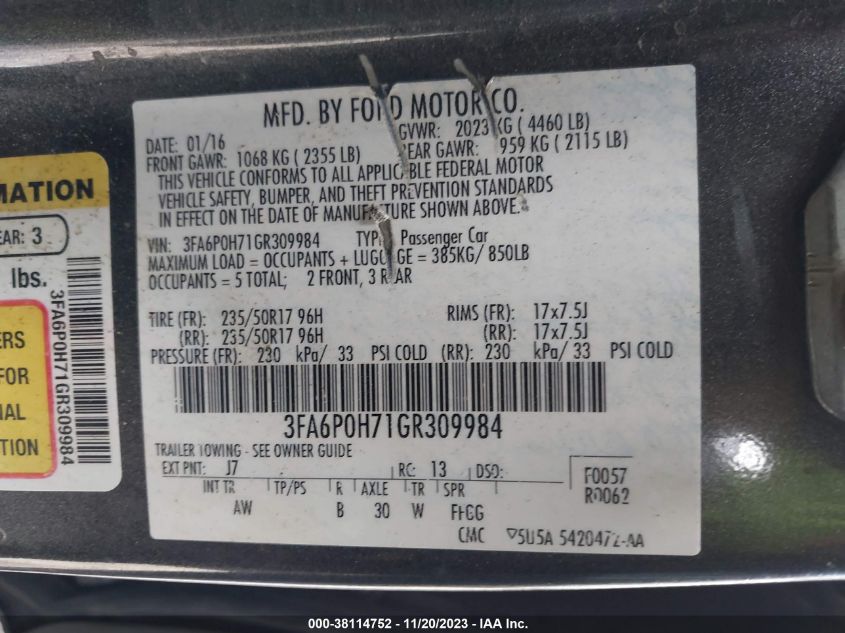 MFD. BY FORD MOTOR CO.
DATE: 01/16 GVWR: 2023 KG ( 4460 LB)
FRONT GAWR: 1068 KG ( 2355 LB) REAR GAWR: 959 KG ( 2115 LB)
THIS VEHICLE CONFORMS TO ALL APPLICABLE FEDERAL MOTOR
VEHICLE SAFETY, BUMPER, AND THEFT PREVENTION STANDARDS
IN EFFECT ON THE DATE OF MANUFACTURE SHOWN ABOVE.
VIN: 3FA6P0H71GR309984 TYPE: Passenger Car
MAXIMUM LOAD = OCCUPANTS + LUGGAGE = 385KG/ 850LB
OCCUPANTS = 5 TOTAL; 2 FRONT, 3 REAR
TIRE (FR): 235/50R17 96H RIMS (FR): 17x7.5J
(RR): 235/50R17 96H (RR): 17x7.5J
PRESSURE (FR): 230 kPa/ 33 PSI COLD (RR): 230 kPa/ 33 PSI COLD
3FA6P0H71GR309984
TRAILER TOWING - SEE OWNER GUIDE
EXT PNT: J7 RC: 13 DSO: F0057
R0062
INT TR TP/PS R AXLE TR SPR
AW B 30 W FFGG
CMC 5U5A 5420472-AA
MATION
EAR: 3
lbs.
3FA6P0H71GR309984
ERS
FOR
IAL
000-38114752 - 11/20/2023 - IAA Inc.